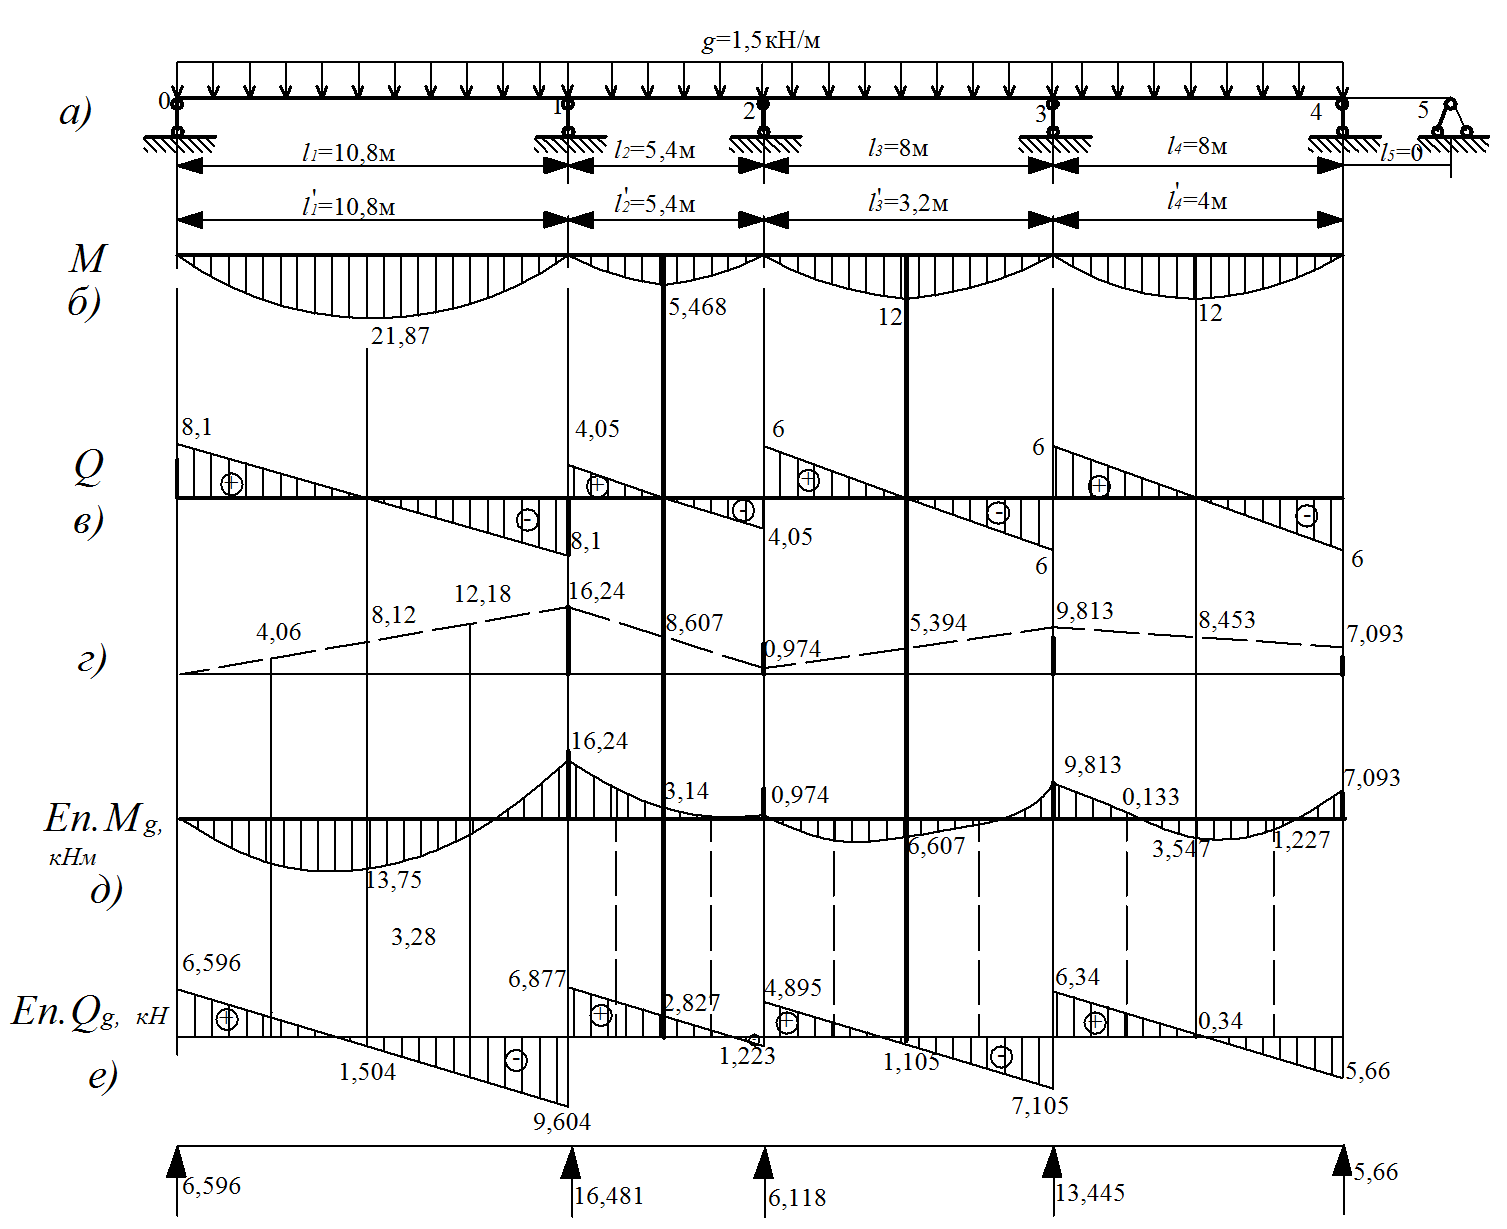 g=1,5кН/м
а)
0 1 2 3 4 5
l1=10,8м l2=5,4м l3=8м l4=8м l5=0
l'1=10,8м l'2=5,4м l'3=3,2м l'4=4м
М
б)
21,87 5,468 12 12
Q
в)
8,1 4,05 6 6
+ - + - + - + -
8,1 4,05 6 6
г)
4,06 8,12 12,18 16,24 8,607 0,974 5,394 9,813 8,453 7,093
Еп.Мg,
кНм
д)
16,24 3,14 0,974 9,813 0,133 7,093
13,75 6,607 3,547 1,227
3,28
Еп.Qg, кН
е)
6,596 6,877 2,827 4,895 6,34 0,34
+ - + + - +
1,504 9,604 1,223 1,105 7,105 5,66
6,596 16,481 6,118 13,445 5,66